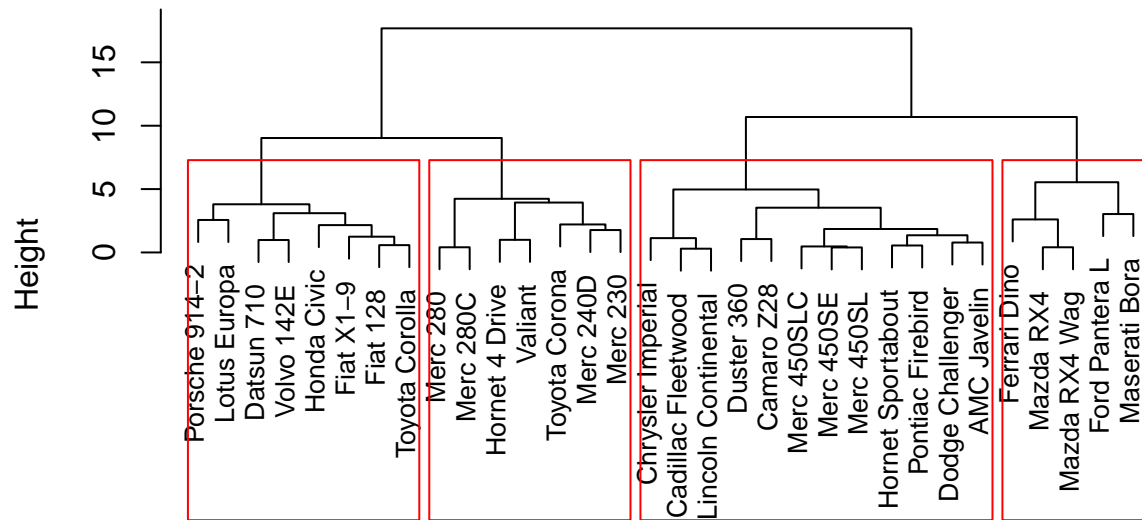 Height
15
10
5
0
Porsche 914−2
Lotus Europa
Datsun 710
Volvo 142E
Honda Civic
Fiat X1−9
Fiat 128
Toyota Corolla
Merc 280
Merc 280C
Hornet 4 Drive
Valiant
Toyota Corona
Merc 240D
Merc 230
Chrysler Imperial
Cadillac Fleetwood
Lincoln Continental
Duster 360
Camaro Z28
Merc 450SLC
Merc 450SE
Merc 450SL
Hornet Sportabout
Pontiac Firebird
Dodge Challenger
AMC Javelin
Ferrari Dino
Mazda RX4
Mazda RX4 Wag
Ford Pantera L
Maserati Bora